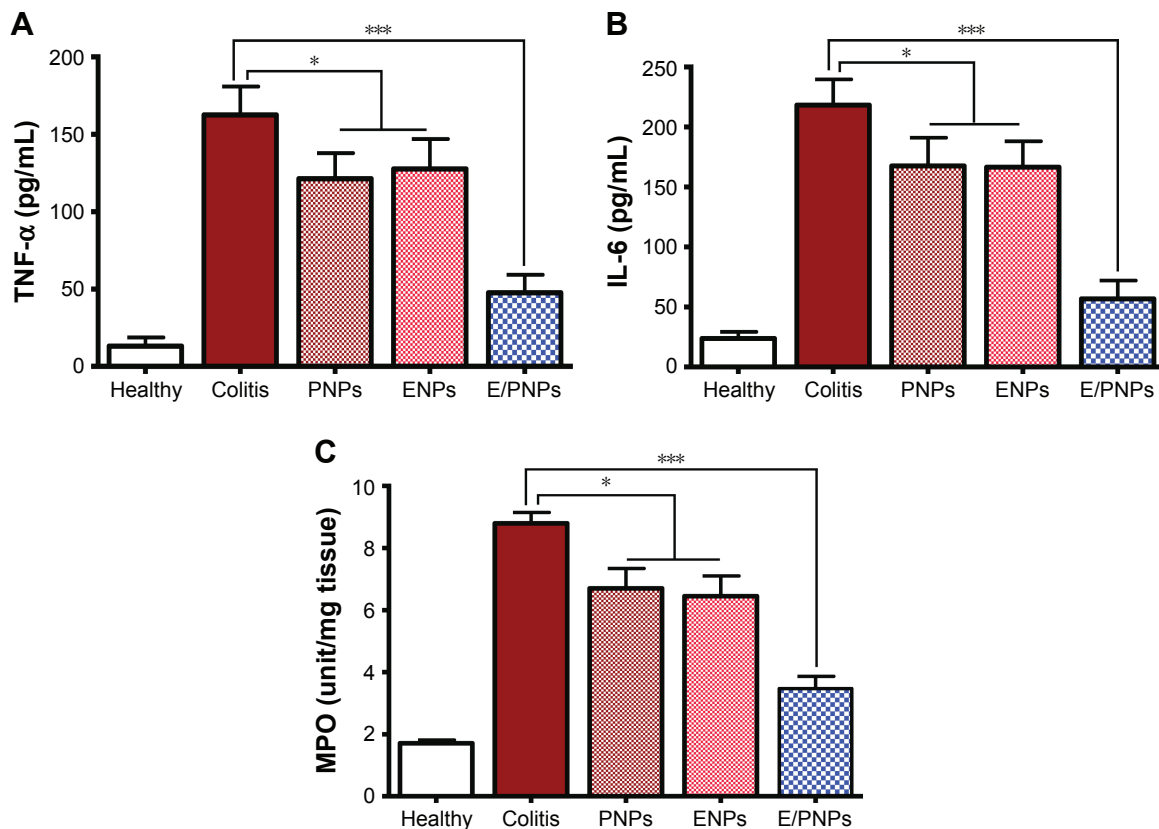 A
***
*
TNF-α (pg/mL)
200
150
100
50
0
Healthy Colitis PNPs ENPs E/PNPs
B
***
*
IL-6 (pg/mL)
250
200
150
100
50
0
Healthy Colitis PNPs ENPs E/PNPs
C
***
*
MPO (unit/mg tissue)
10
8
6
4
2
0
Healthy Colitis PNPs ENPs E/PNPs